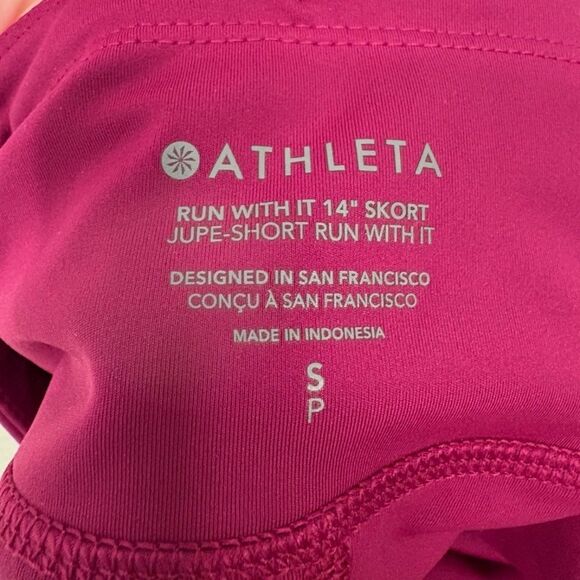 ATHLETA
RUN WITH IT 14" SKORT
JUPE-SHORT RUN WITH IT
DESIGNED IN SAN FRANCISCO
CONÇU À SAN FRANCISCO
MADE IN INDONESIA
S
P